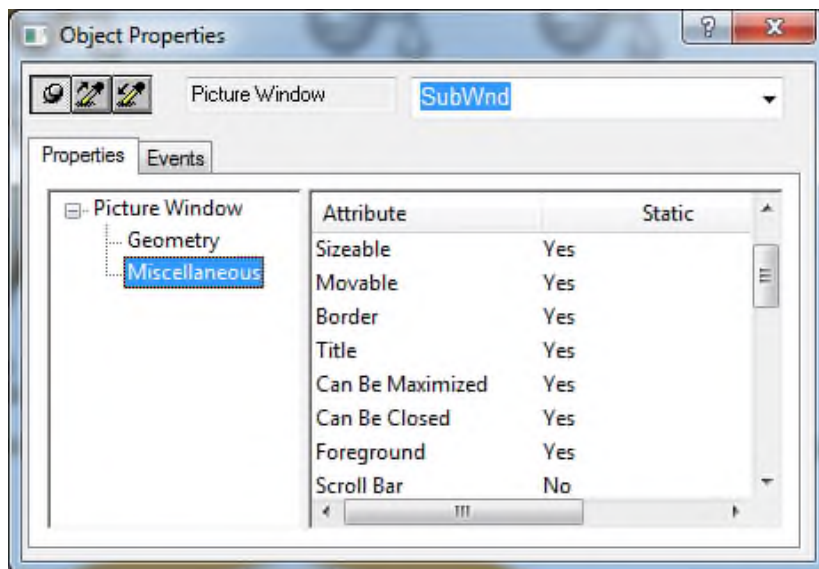 Object Properties
Picture Window SubWnd
Properties Events
Picture Window
Geometry
Miscellaneous
Attribute Static
Sizeable Yes
Movable Yes
Border Yes
Title Yes
Can Be Maximized Yes
Can Be Closed Yes
Foreground Yes
Scroll Bar No